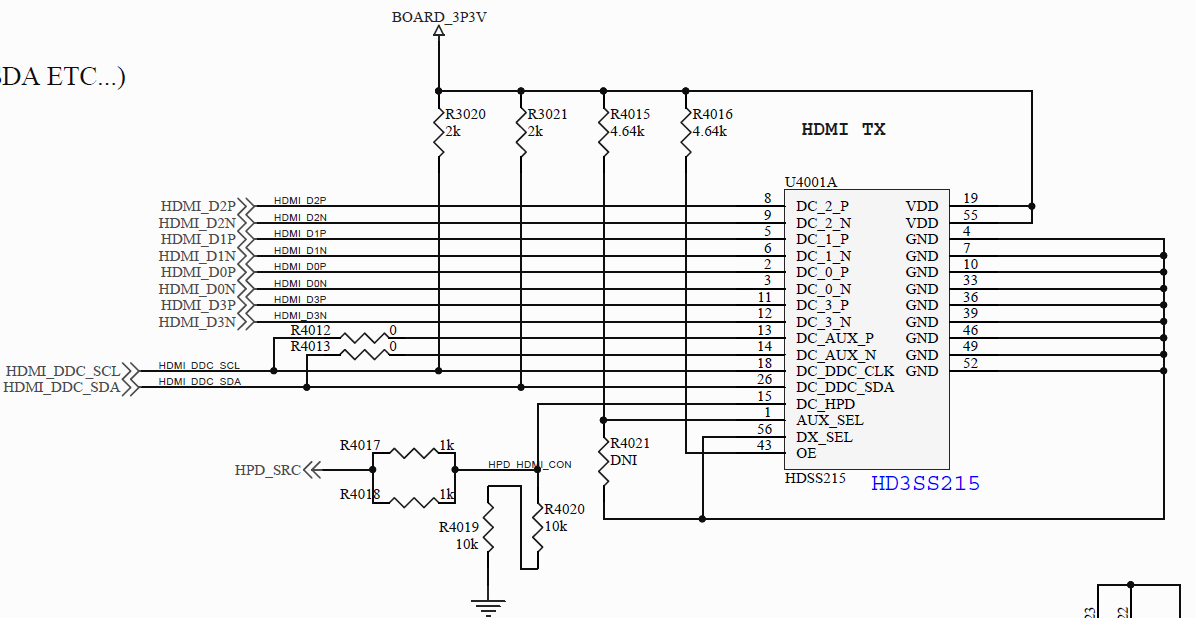 BOARD_3P3V
SDA ETC...)
R3020
2k
R3021
2k
R4015
4.64k
R4016
4.64k
HDMI TX
U4001A
HDMI_D2P HDMI_D2P 8 DC_2_P VDD 19
HDMI_D2N HDMI_D2N 9 DC_2_N VDD 55
HDMI_D1P HDMI_D1P 5 DC_1_P GND 4
HDMI_D1N HDMI_D1N 6 DC_1_N GND 7
HDMI_D0P HDMI_D0P 2 DC_0_P GND 10
HDMI_D0N HDMI_D0N 3 DC_0_N GND 33
HDMI_D3P HDMI_D3P 11 DC_3_P GND 36
HDMI_D3N HDMI_D3N 12 DC_3_N GND 39
R4012 0 13 DC_AUX_P GND 46
R4013 0 14 DC_AUX_N GND 49
HDMI_DDC_SCL HDMI_DDC_SCL 18 DC_DDC_CLK GND 52
HDMI_DDC_SDA HDMI_DDC_SDA 26 DC_DDC_SDA
15 DC_HPD
1 AUX_SEL
56 DX_SEL
43 OE
R4021
DNI
R4017 1k
HPD_SRC
HPD_HDMI_CON
R4018 1k
HDSS215
HD3SS215
R4019
10k
R4020
10k
23
22